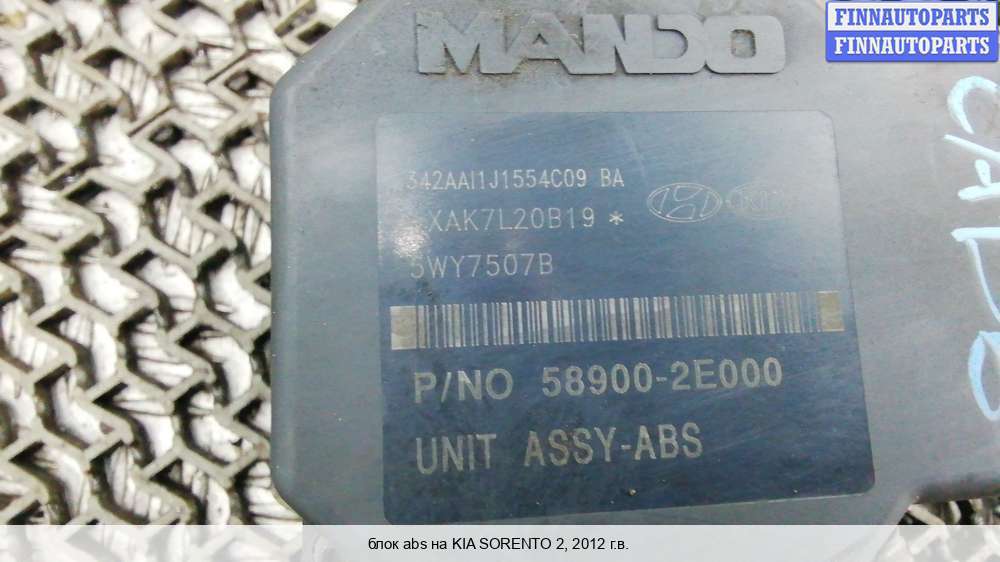 MANDO
FINNAUTOPARTS
FINNAUTOPARTS
342AAI1J1554C09 BA
XAK7L20B19 *
5WY7507B
P/NO 58900-2E000
UNIT ASSY-ABS
блок abs на KIA SORENTO 2, 2012 г.в.